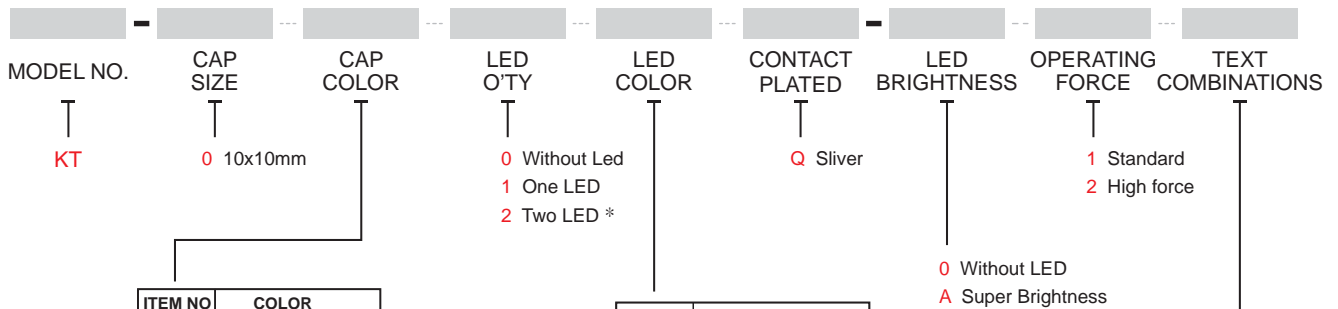 MODEL NO.
CAP SIZE
CAP COLOR
LED O'TY
LED COLOR
CONTACT PLATED
LED BRIGHTNESS
OPERATING FORCE
TEXT COMBINATIONS
KT
0 10x10mm
0 Without Led
1 One LED
2 Two LED *
Q Sliver
1 Standard
2 High force
0 Without LED
A Super Brightness
ITEM NO COLOR